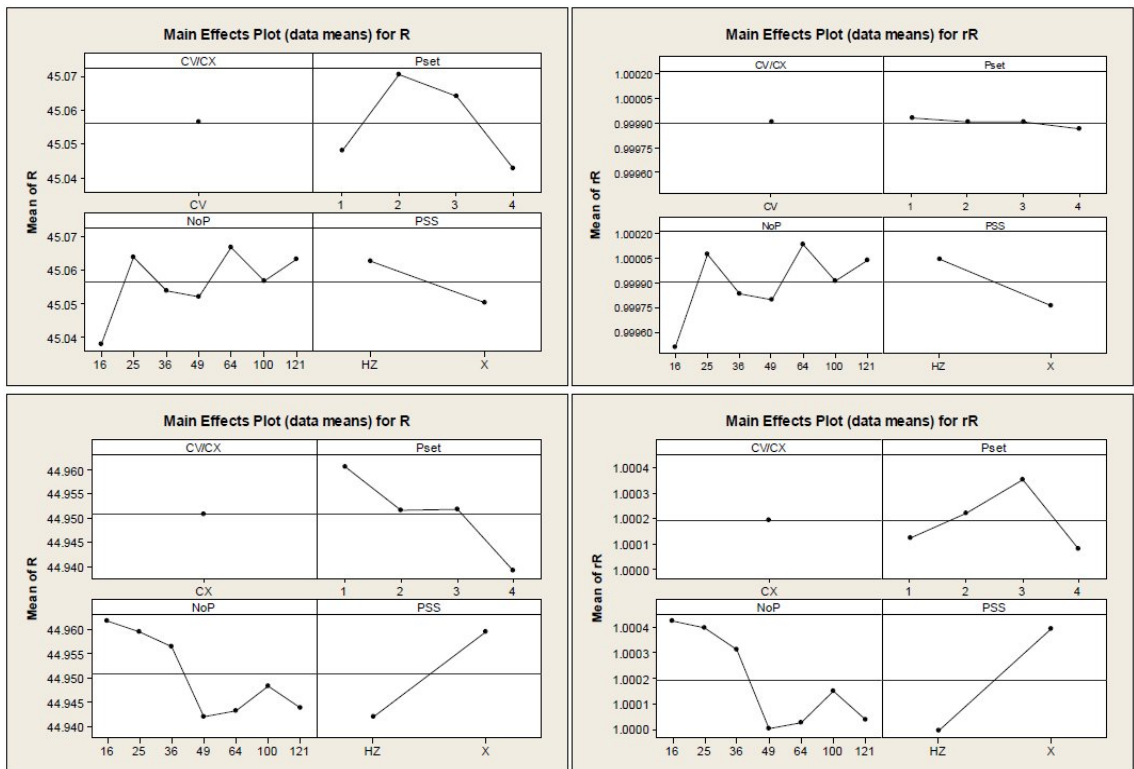 Main Effects Plot (data means) for R
CV/CX Pset
45.07
45.06
45.05
45.04
CV 1 2 3 4
NoP PSS
45.07
45.06
45.05
45.04
16 25 36 49 64 100 121 HZ X
Mean of R
Main Effects Plot (data means) for rR
CV/CX Pset
1.00020
1.00005
0.99990
0.99975
0.99960
CV 1 2 3 4
NoP PSS
1.00020
1.00005
0.99990
0.99975
0.99960
16 25 36 49 64 100 121 HZ X
Mean of rR
Main Effects Plot (data means) for R
CV/CX Pset
44.960
44.955
44.950
44.945
44.940
CX 1 2 3 4
NoP PSS
44.960
44.955
44.950
44.945
44.940
16 25 36 49 64 100 121 HZ X
Mean of R
Main Effects Plot (data means) for rR
CV/CX Pset
1.0004
1.0003
1.0002
1.0001
1.0000
CX 1 2 3 4
NoP PSS
1.0004
1.0003
1.0002
1.0001
1.0000
16 25 36 49 64 100 121 HZ X
Mean of rR